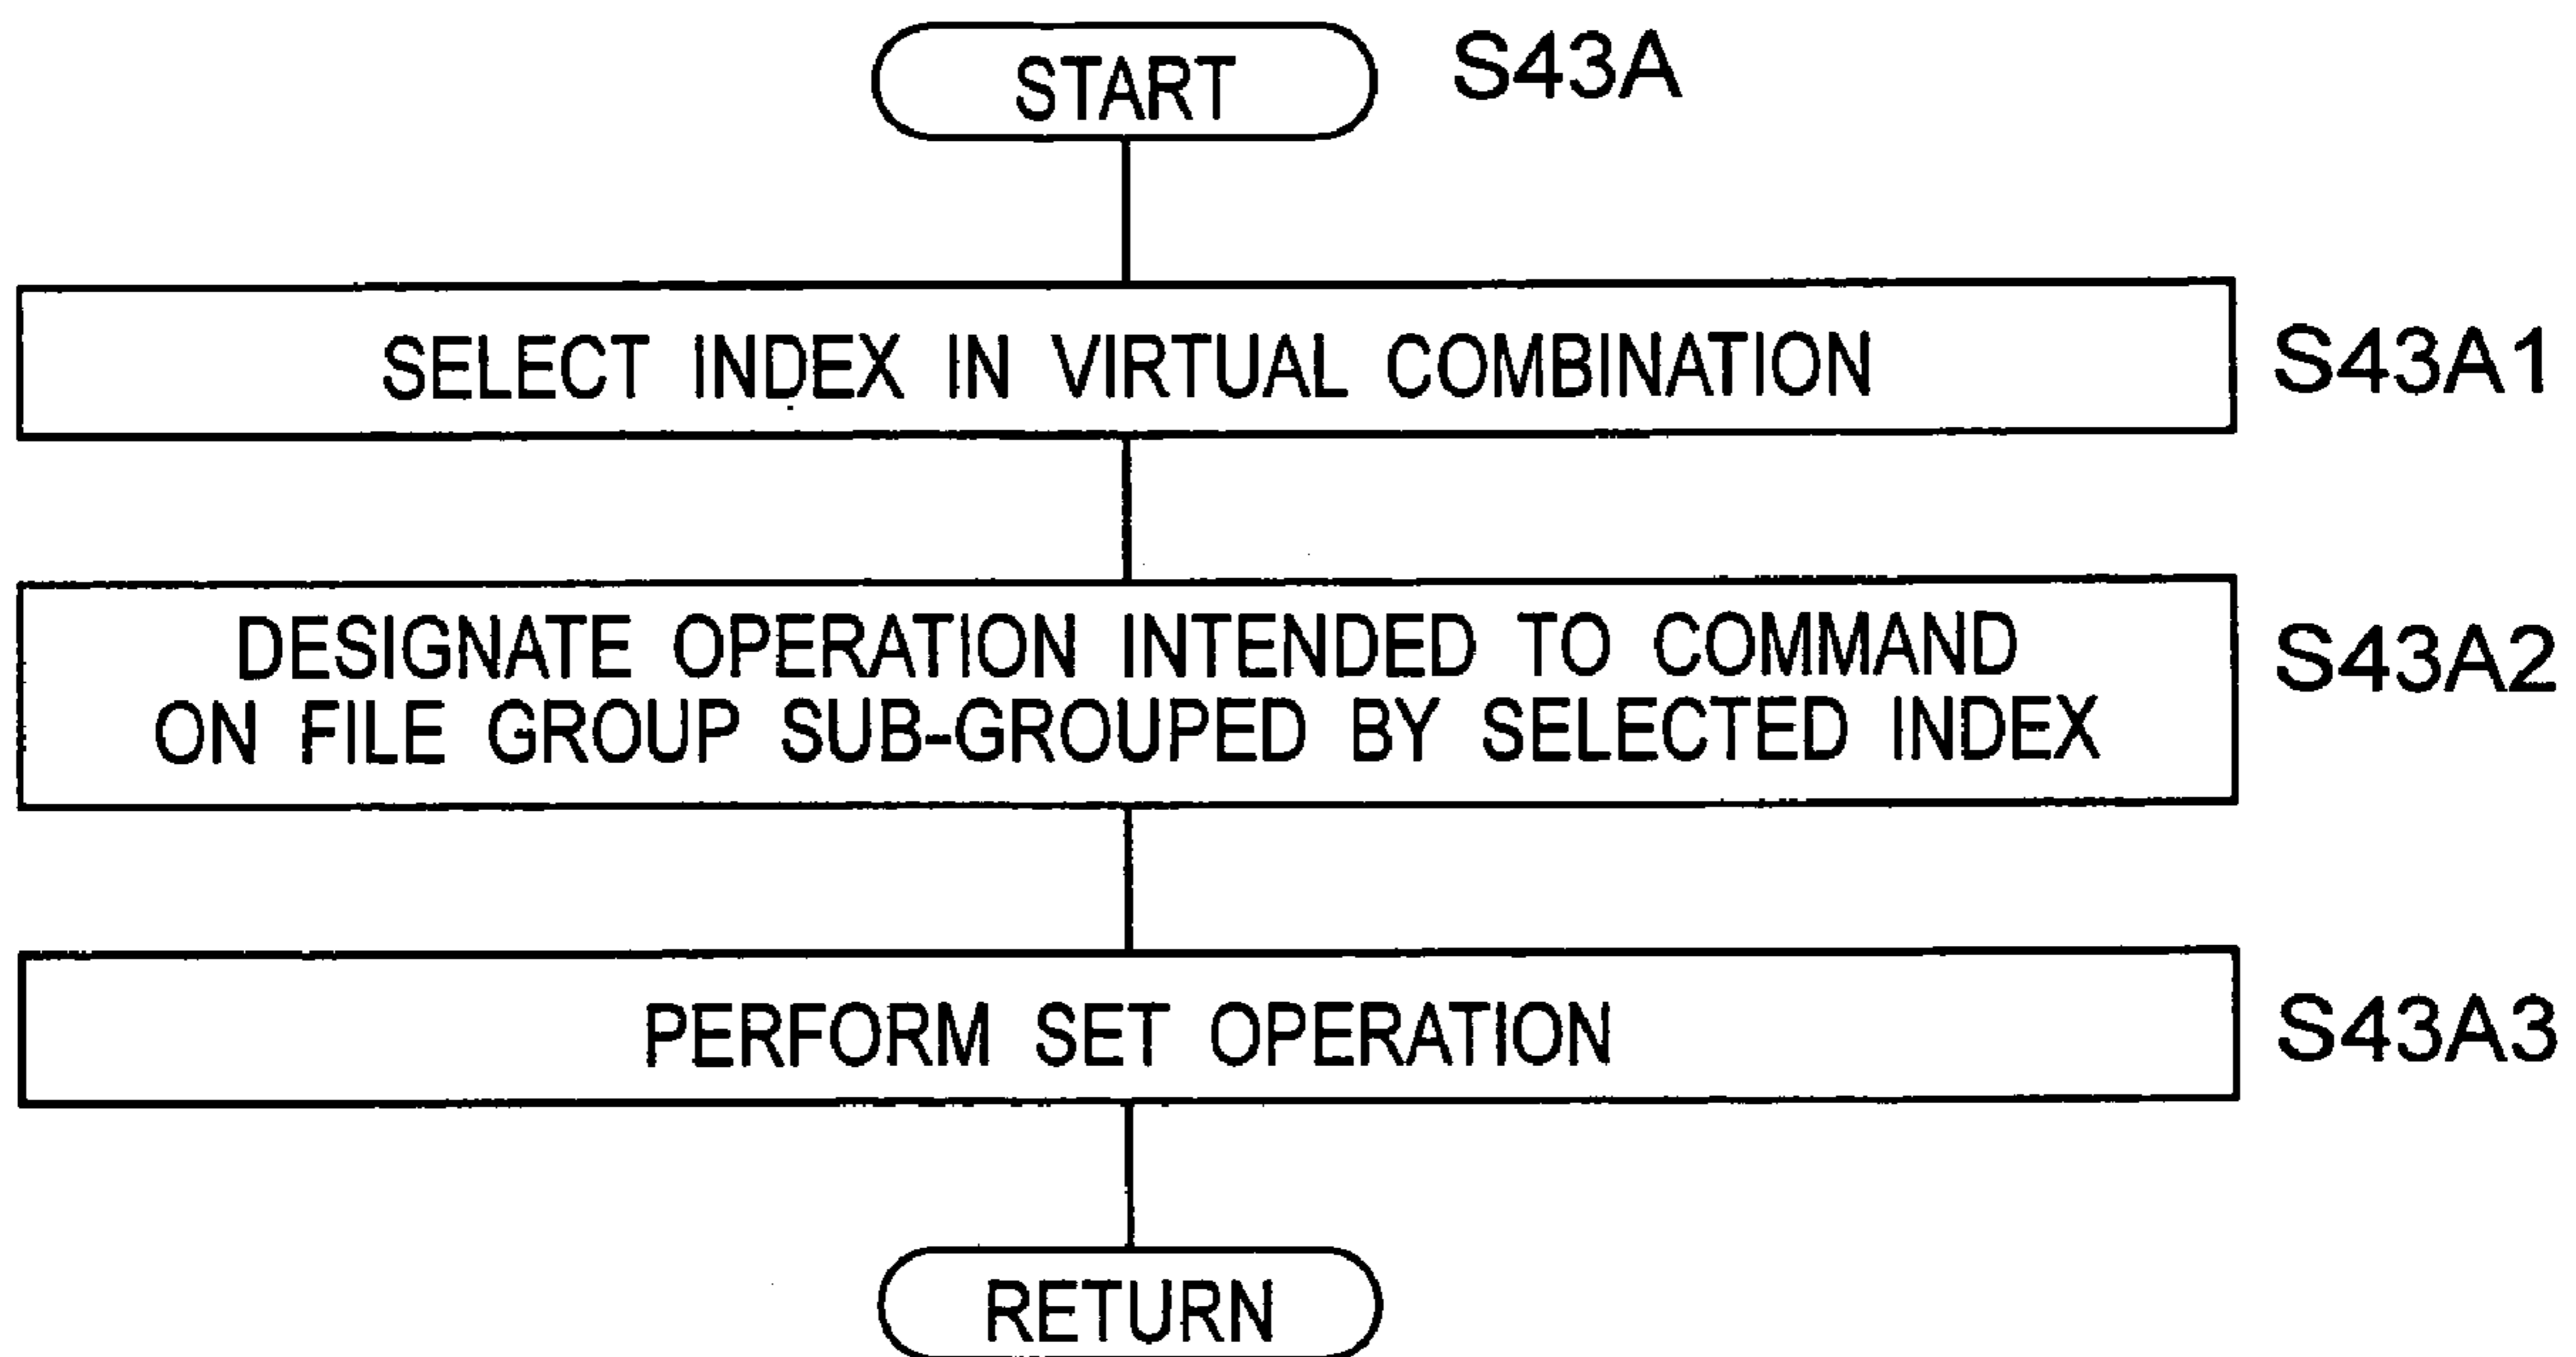 START S43A
SELECT INDEX IN VIRTUAL COMBINATION S43A1
DESIGNATE OPERATION INTENDED TO COMMAND S43A2
ON FILE GROUP SUB-GROUPED BY SELECTED INDEX
PERFORM SET OPERATION S43A3
RETURN